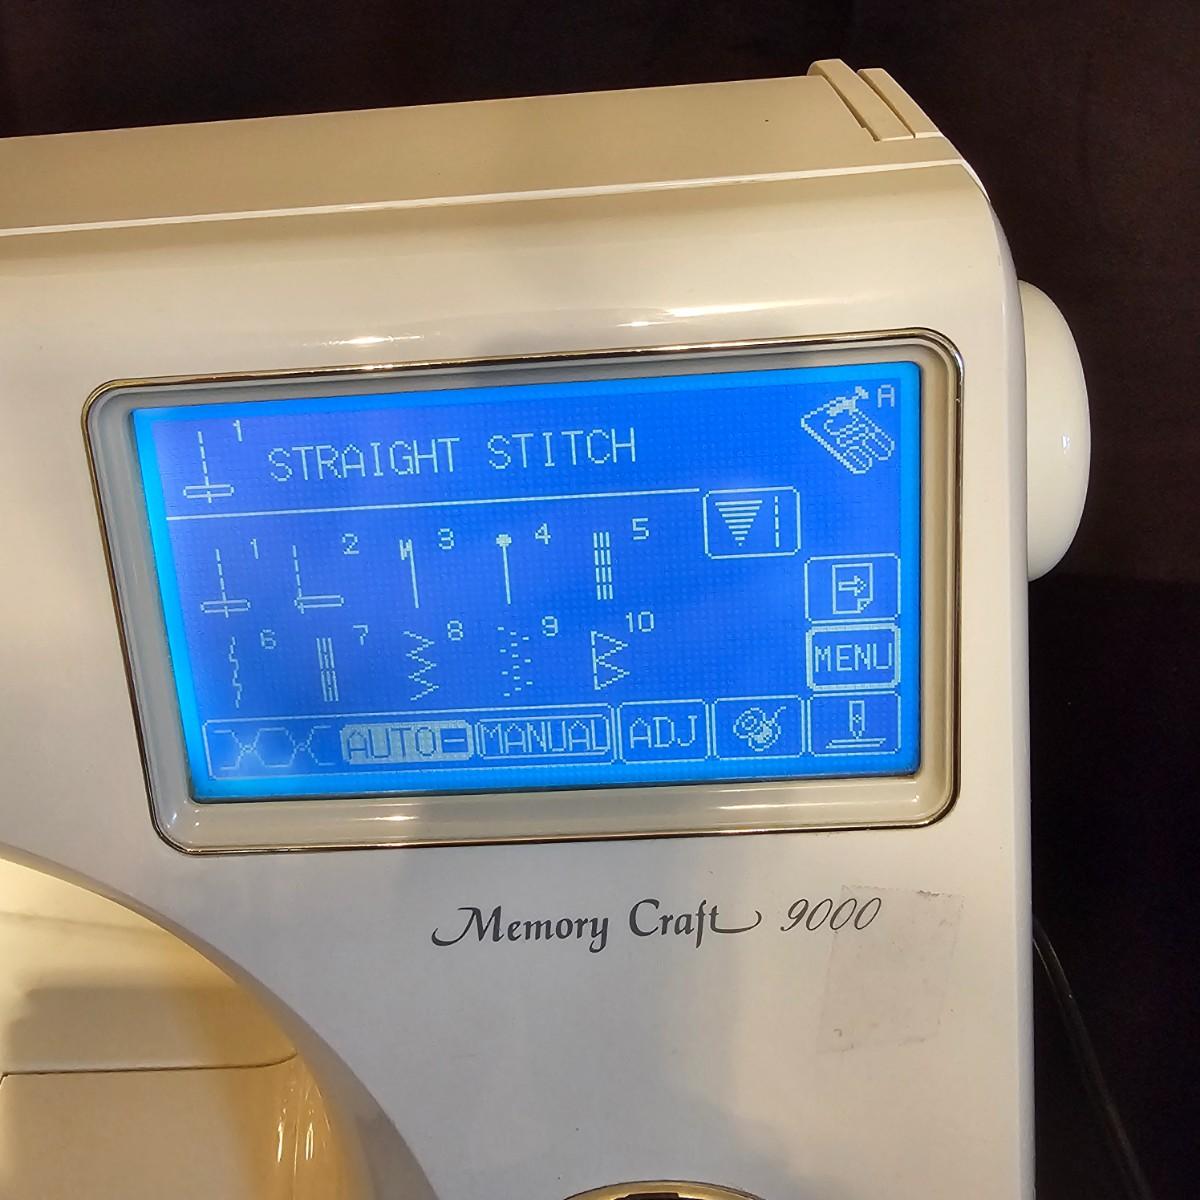 1 STRAIGHT STITCH A
1 2 3 4 5
6 7 8 9 10
MENU
AUTO MANUAL ADJ
Memory Craft 9000